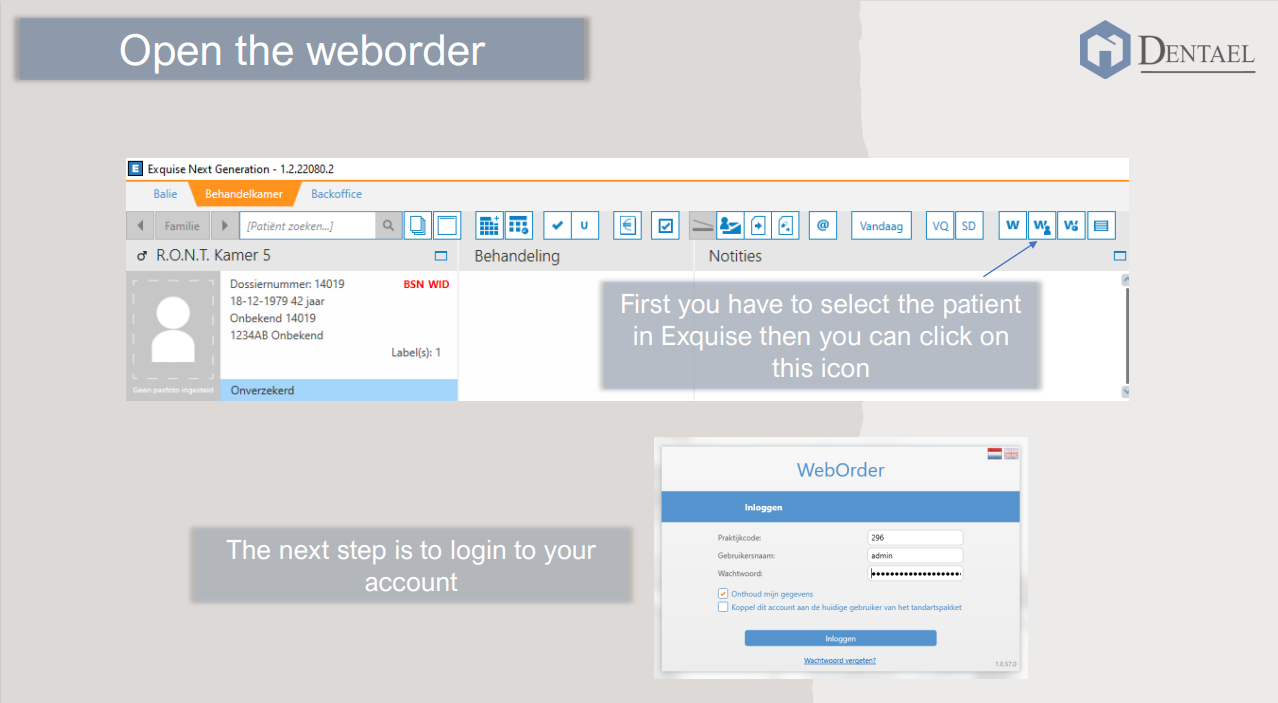 Open the weborder
DENTAEL
E Exquise Next Generation - 1.2.22080.2
Balie Behandelkamer Backoffice
Familie [Patiënt zoeken...] U € @ Vandaag VQ SD W W W
R.O.N.T. Kamer 5 Behandeling Notities
Dossiernummer: 14019 BSN WID
18-12-1979 42 jaar
Onbekend 14019
1234AB Onbekend
Label(s): 1
Geen pasfoto ingesteld Onverzekerd
First you have to select the patient
in Exquise then you can click on
this icon
WebOrder
Inloggen
Praktijkcode: 296
Gebruikersnaam: admin
Wachtwoord:
Onthoud mijn gegevens
Koppel dit account aan de huidige gebruiker van het tandartspakket
Inloggen
Wachtwoord vergeten?
1.0.57.0
The next step is to login to your
account